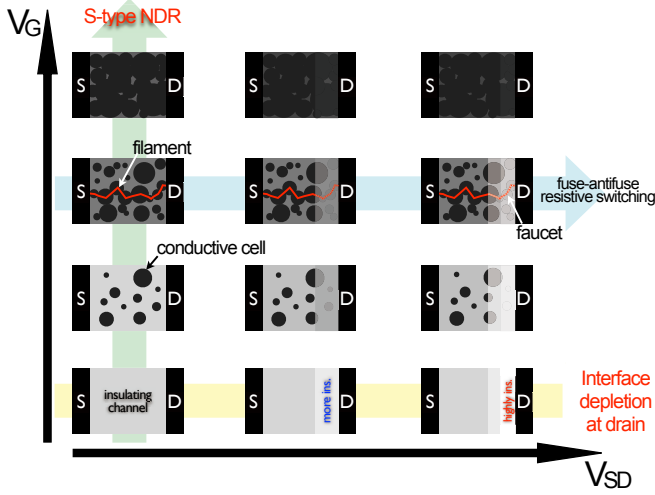 S-type NDR
V_G
S D S D S D
filament
S D S D S D
fuse-antifuse
resistive switching
faucet
conductive cell
S D S D S D
S insulating channel D S more ins. D S highly ins. D
Interface
depletion
at drain
V_SD